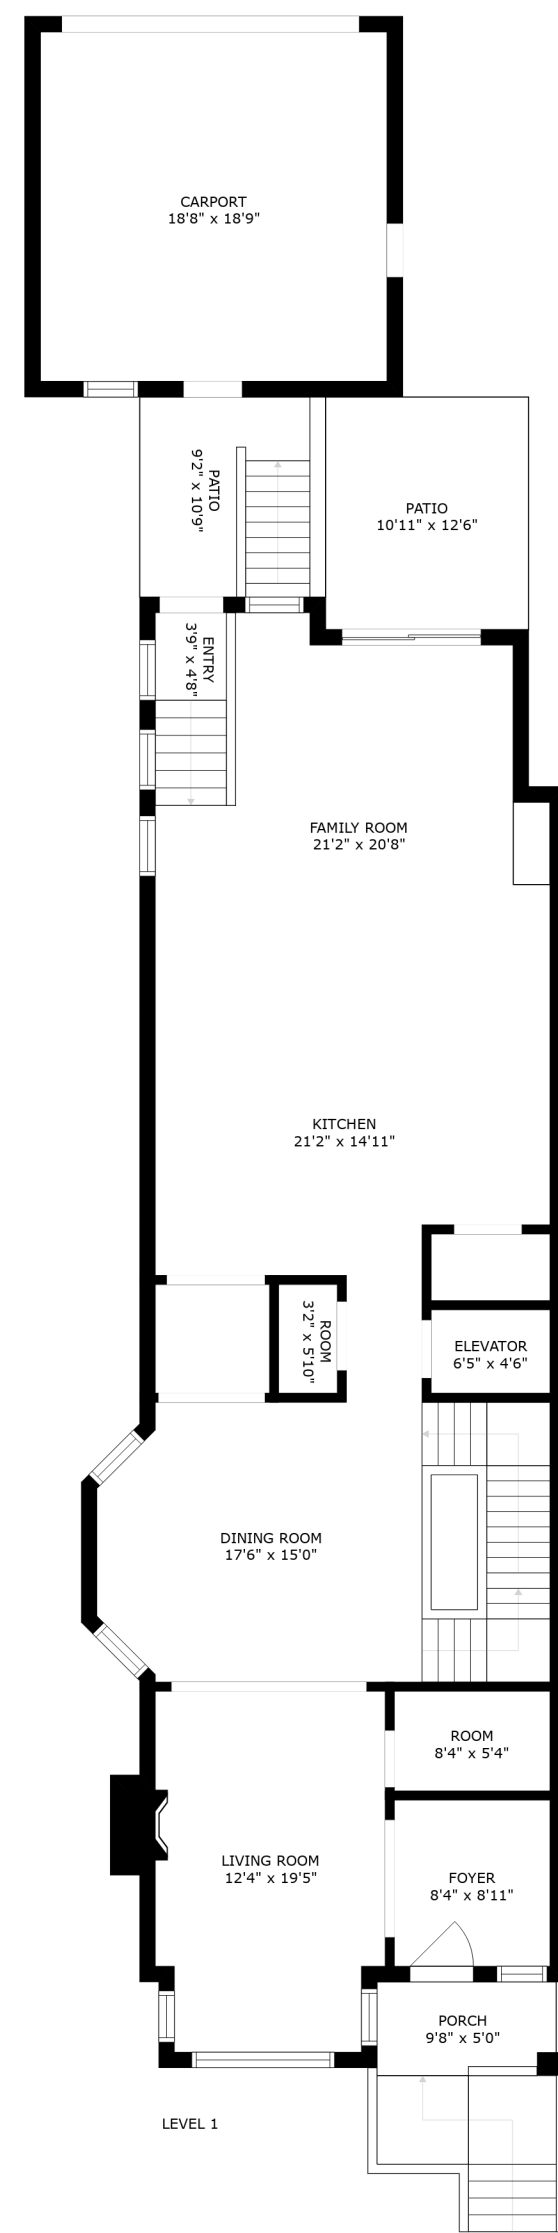 CARPORT
18'8" x 18'9"
PATIO
9'2" x 10'9"
PATIO
10'11" x 12'6"
ENTRY
3'9" x 4'8"
FAMILY ROOM
21'2" x 20'8"
KITCHEN
21'2" x 14'11"
ROOM
3'2" x 5'10"
ELEVATOR
6'5" x 4'6"
DINING ROOM
17'6" x 15'0"
ROOM
8'4" x 5'4"
LIVING ROOM
12'4" x 19'5"
FOYER
8'4" x 8'11"
PORCH
9'8" x 5'0"
LEVEL 1